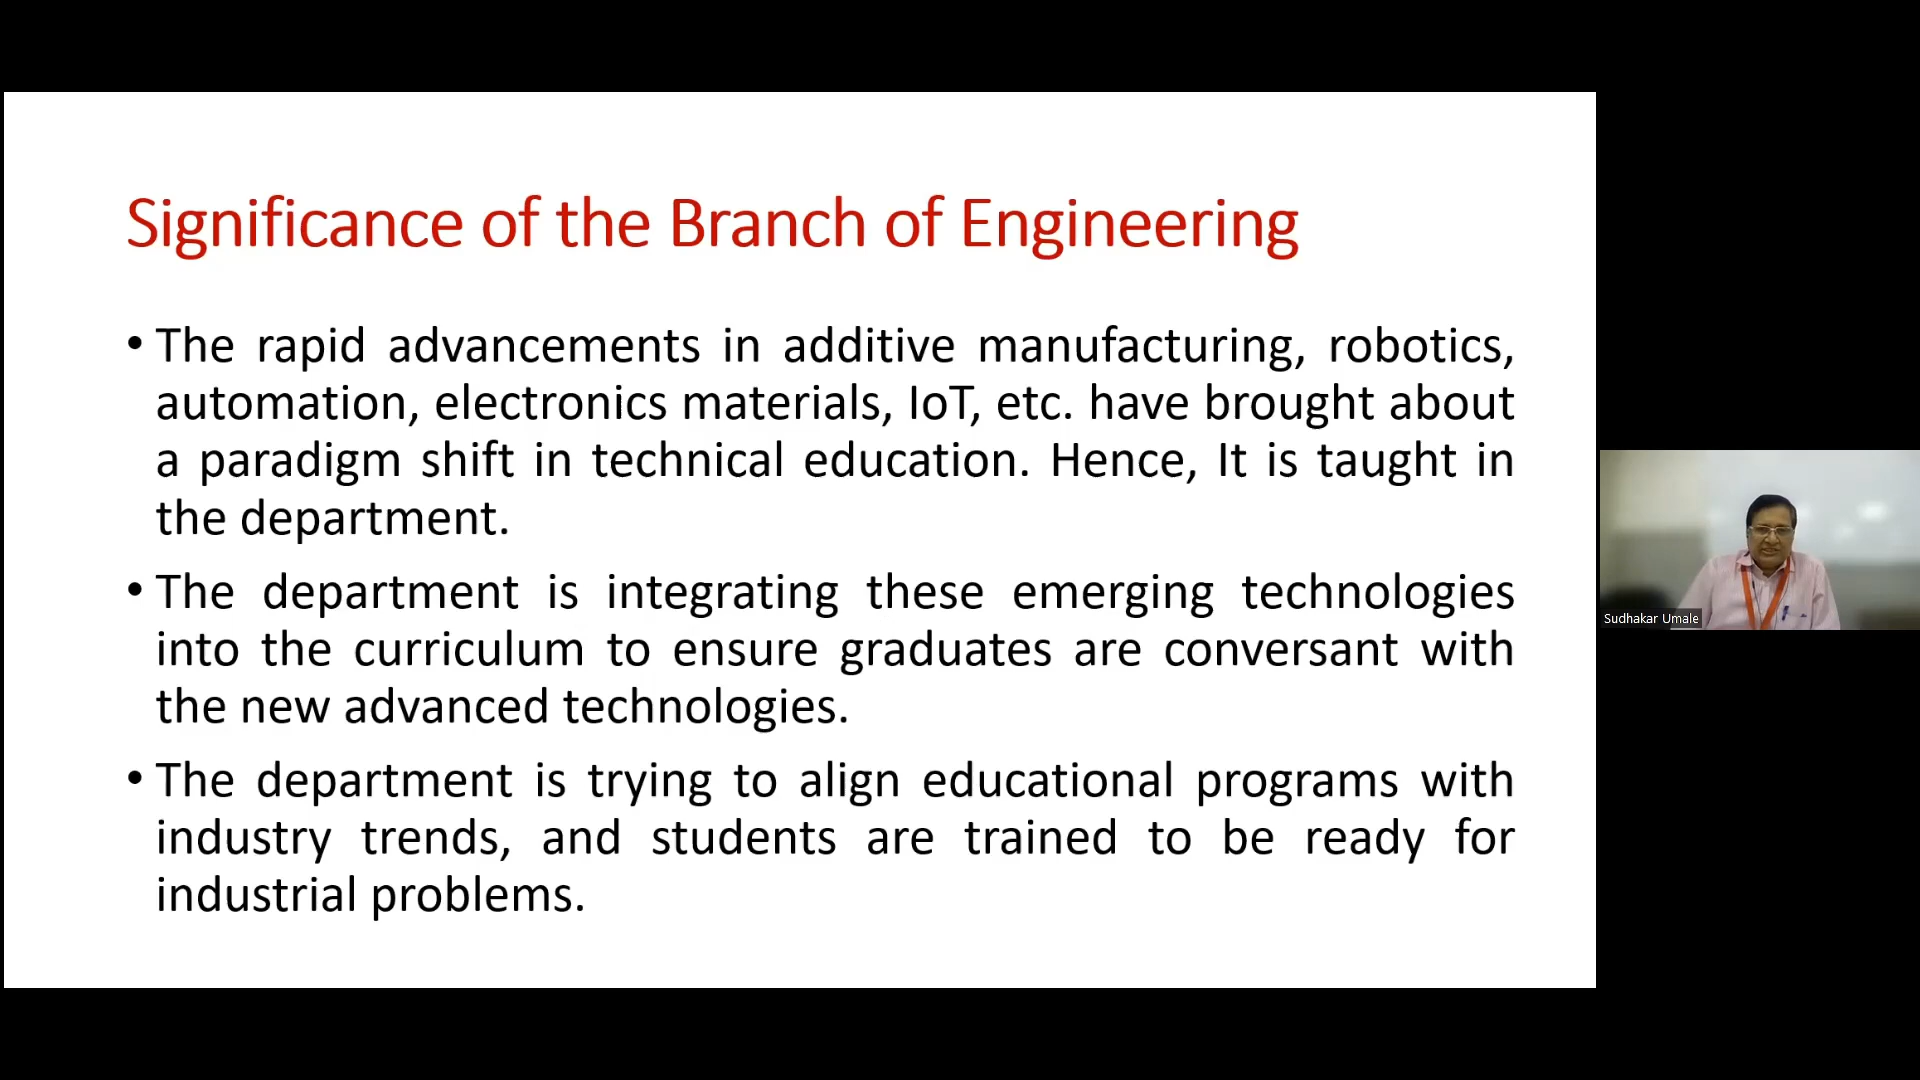 Significance of the Branch of Engineering
• The rapid advancements in additive manufacturing, robotics,
automation, electronics materials, IoT, etc. have brought about
a paradigm shift in technical education. Hence, It is taught in
the department.
• The department is integrating these emerging technologies
into the curriculum to ensure graduates are conversant with
the new advanced technologies.
• The department is trying to align educational programs with
industry trends, and students are trained to be ready for
industrial problems.
Sudhakar Umale